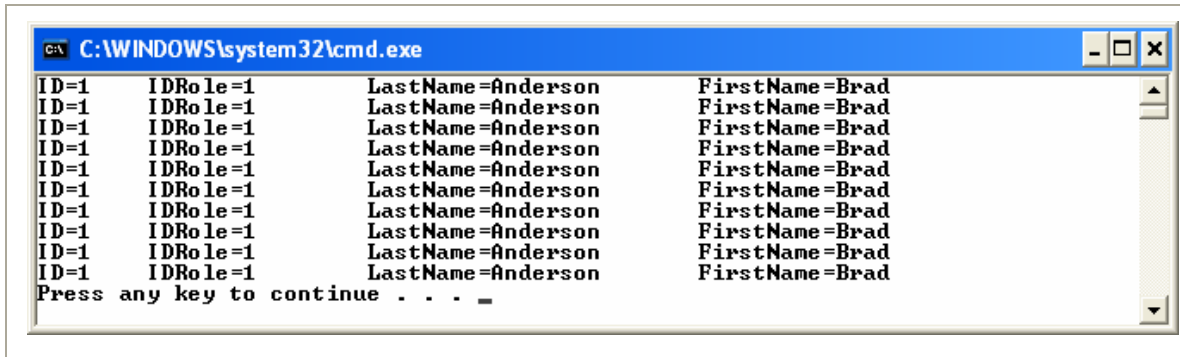 C:\WINDOWS\system32\cmd.exe
ID=1 IDRole=1 LastName=Anderson FirstName=Brad
ID=1 IDRole=1 LastName=Anderson FirstName=Brad
ID=1 IDRole=1 LastName=Anderson FirstName=Brad
ID=1 IDRole=1 LastName=Anderson FirstName=Brad
ID=1 IDRole=1 LastName=Anderson FirstName=Brad
ID=1 IDRole=1 LastName=Anderson FirstName=Brad
ID=1 IDRole=1 LastName=Anderson FirstName=Brad
ID=1 IDRole=1 LastName=Anderson FirstName=Brad
ID=1 IDRole=1 LastName=Anderson FirstName=Brad
ID=1 IDRole=1 LastName=Anderson FirstName=Brad
Press any key to continue . . . _